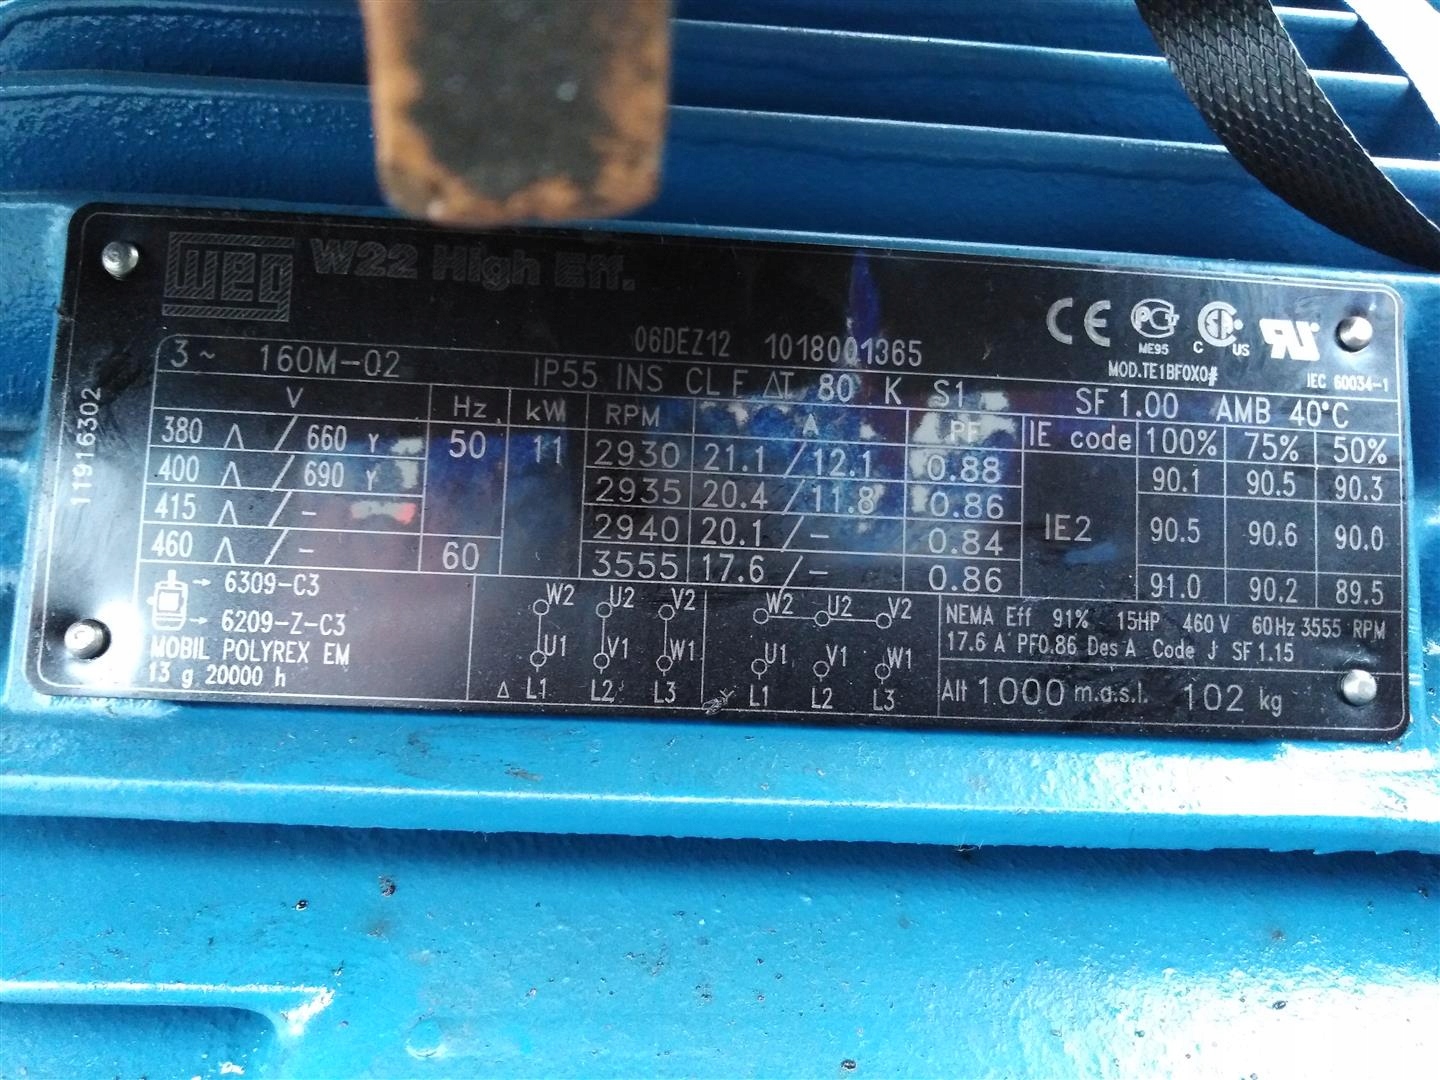 WEG W22 High Eff.
06DEZ12 1018001365
CE PCT ME95 C US
MOD.TE1BF0X0# IEC 60034-1
11916302
3~ 160M-02 IP55 INS CL F ΔT 80 K S1 SF 1.00 AMB 40°C
V Hz kW RPM A PF IE code 100% 75% 50%
380 Δ / 660 Y 50 11 2930 21.1 / 12.1 0.88 IE2 90.1 90.5 90.3
400 Δ / 690 Y 2935 20.4 / 11.8 0.86 90.5 90.6 90.0
415 Δ / - 2940 20.1 / - 0.84
460 Δ / - 60 3555 17.6 / - 0.86 91.0 90.2 89.5
6309-C3
6209-Z-C3
MOBIL POLYREX EM
13 g 20000 h
W2 U2 V2
U1 V1 W1
Δ L1 L2 L3
W2 U2 V2
U1 V1 W1
Y L1 L2 L3
NEMA Eff 91% 15HP 460V 60Hz 3555 RPM
17.6 A PF0.86 Des A Code J SF1.15
Alt 1000 m.a.s.l. 102 kg